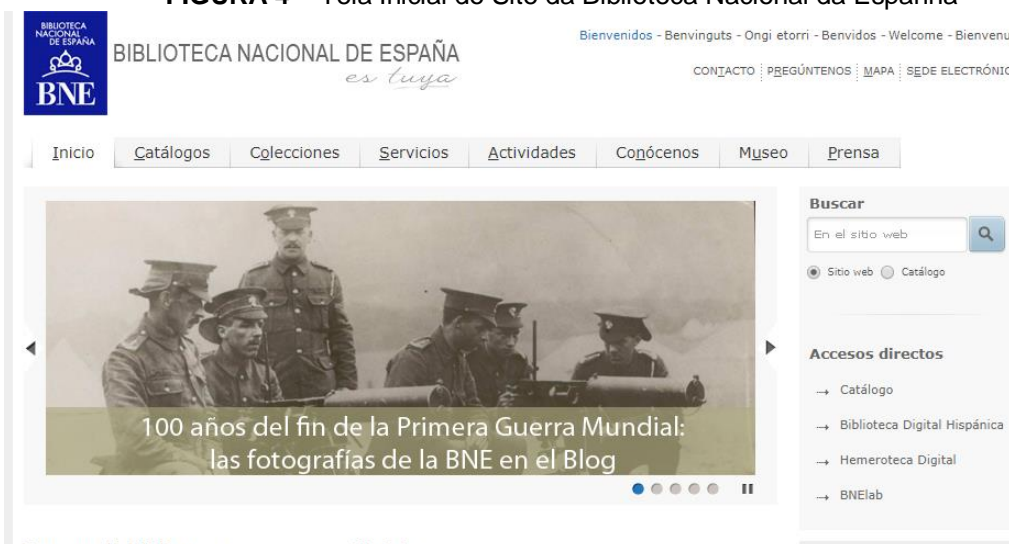 FIGURA 4 – Tela Inicial do Site da Biblioteca Nacional da Espanha
BIBLIOTECA
NACIONAL
DE ESPAÑA
BNE
BIBLIOTECA NACIONAL DE ESPAÑA
es tuya
Bienvenidos - Benvinguts - Ongi etorri - Benvidos - Welcome - Bienvenu
CONTACTO PREGÚNTENOS MAPA SEDE ELECTRÓNIC
Inicio Catálogos Colecciones Servicios Actividades Conócenos Museo Prensa
100 años del fin de la Primera Guerra Mundial:
las fotografías de la BNE en el Blog
Buscar
En el sitio web
Sitio web Catálogo
Accesos directos
→ Catálogo
→ Biblioteca Digital Hispánica
→ Hemeroteca Digital
→ BNElab